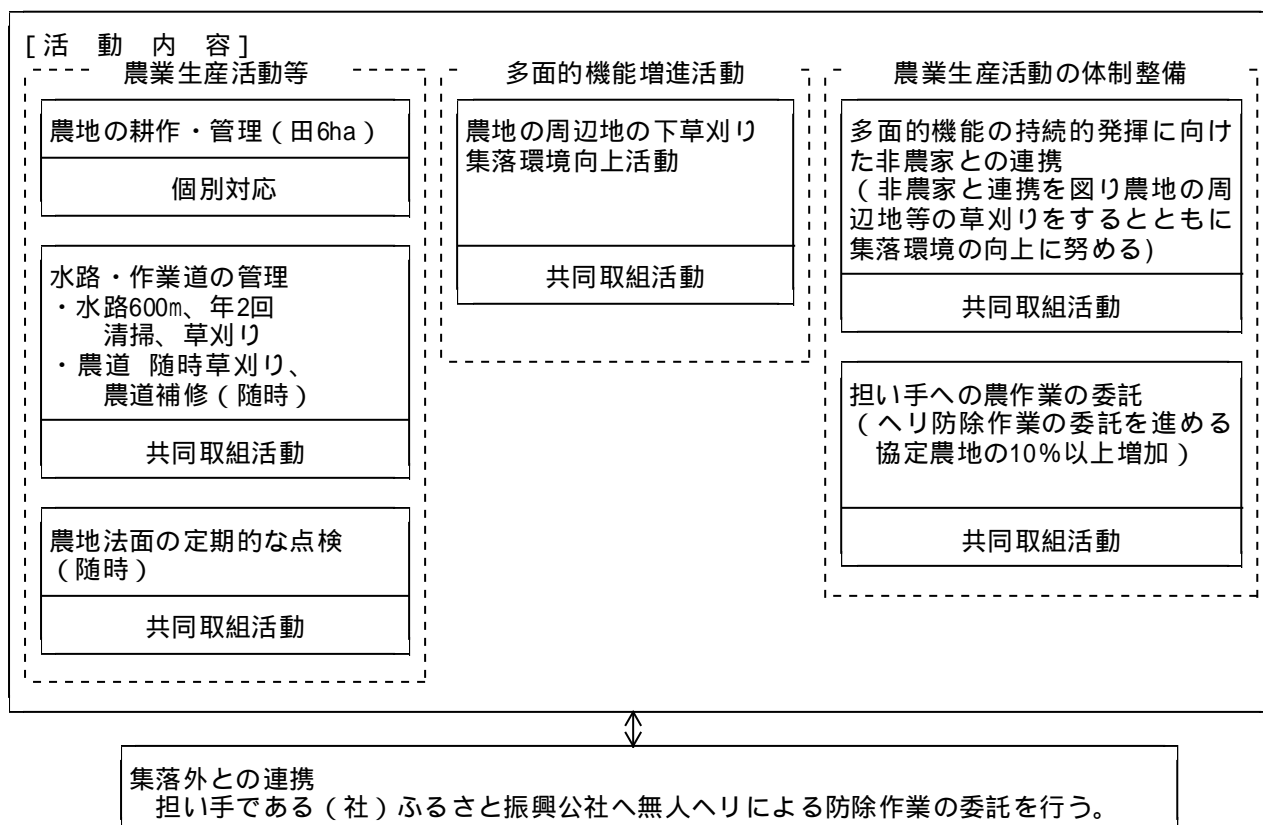 [活　動　内　容]
農業生産活動等
農地の耕作・管理（田6ha）
個別対応
水路・作業道の管理
・水路600m、年2回
清掃、草刈り
・農道 随時草刈り、
農道補修（随時）
共同取組活動
農地法面の定期的な点検
（随時）
共同取組活動
多面的機能増進活動
農地の周辺地の下草刈り
集落環境向上活動
共同取組活動
農業生産活動の体制整備
多面的機能の持続的発揮に向け
た非農家との連携
（非農家と連携を図り農地の周
辺地等の草刈りをするとともに
集落環境の向上に努める)
共同取組活動
担い手への農作業の委託
（ヘリ防除作業の委託を進める
協定農地の10％以上増加）
共同取組活動
集落外との連携
担い手である（社）ふるさと振興公社へ無人ヘリによる防除作業の委託を行う。